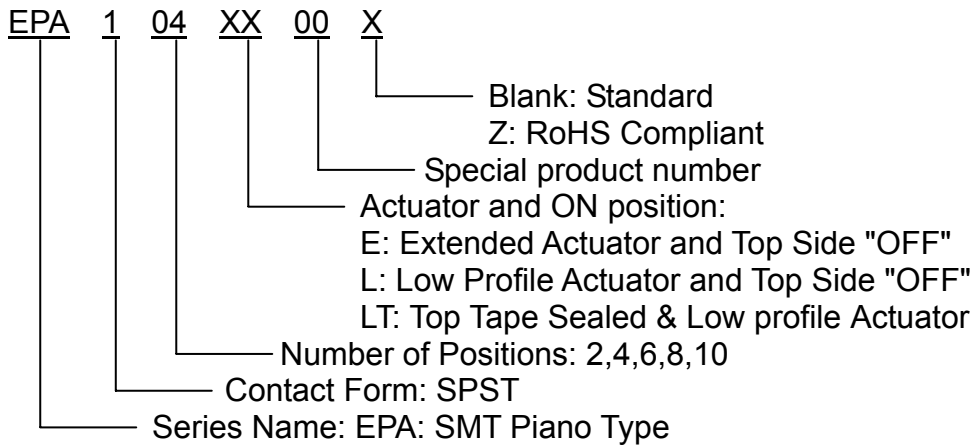 EPA 1 04 XX 00 X
Blank: Standard
Z: RoHS Compliant
Special product number
Actuator and ON position:
E: Extended Actuator and Top Side "OFF"
L: Low Profile Actuator and Top Side "OFF"
LT: Top Tape Sealed & Low profile Actuator
Number of Positions: 2,4,6,8,10
Contact Form: SPST
Series Name: EPA: SMT Piano Type